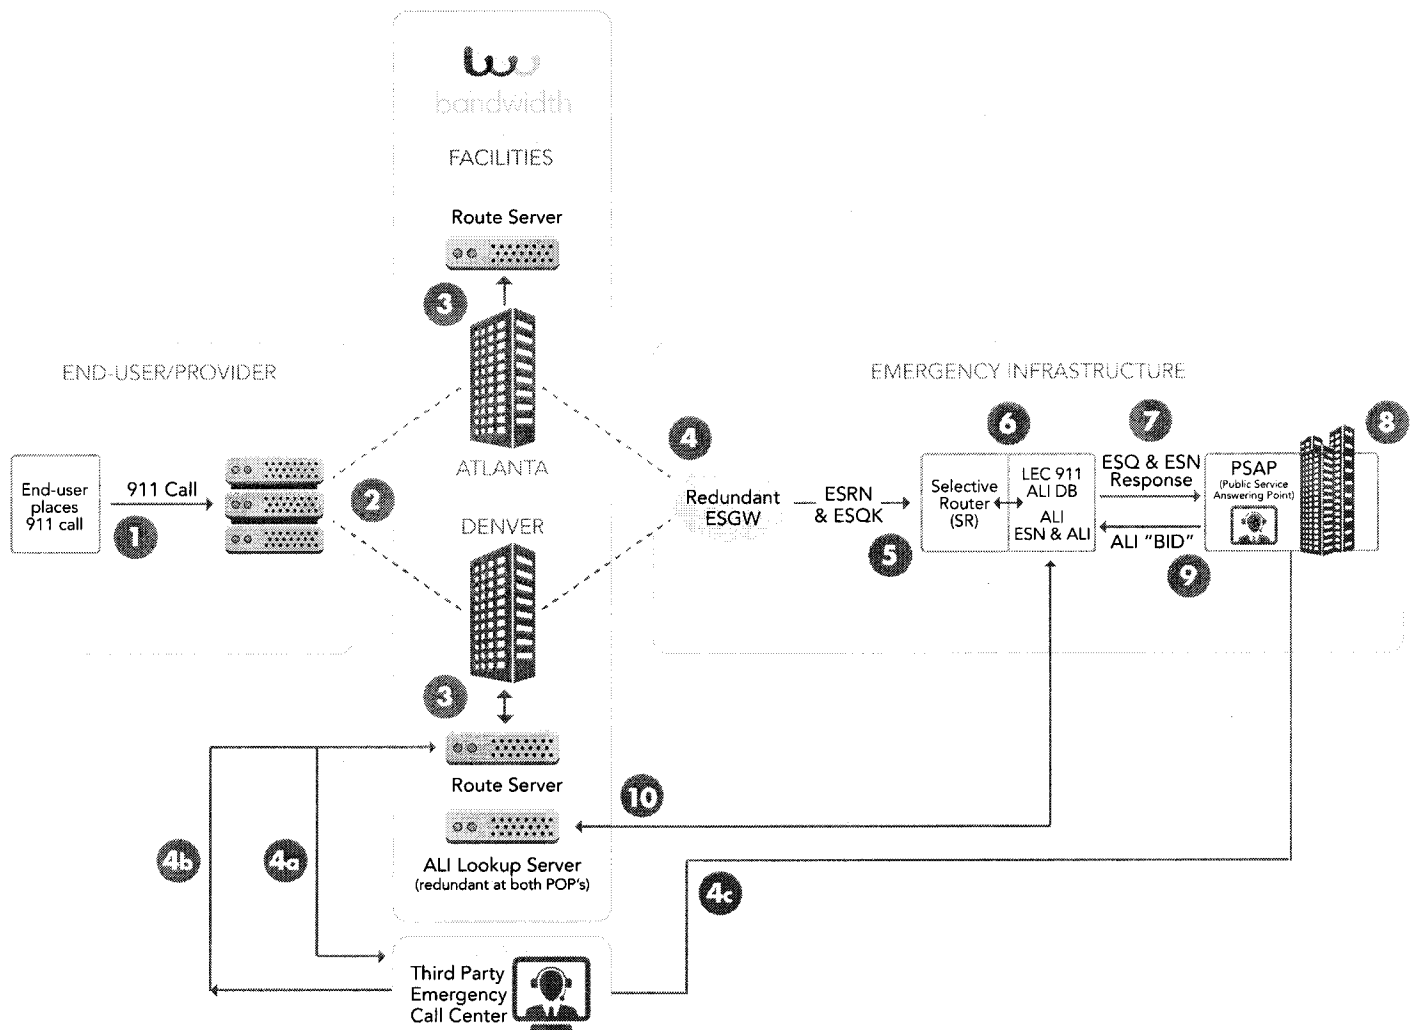 bandwidth
FACILITIES
Route Server
3
END-USER/PROVIDER
EMERGENCY INFRASTRUCTURE
ATLANTA
DENVER
End-user
places
911 call
911 Call
1
2
4
Redundant
ESGW
ESRN
& ESQK
5
6
Selective
Router
(SR)
LEC 911
ALI DB
ALI
ESN & ALI
7
ESQ & ESN
Response
ALI "BID"
9
8
PSAP
(Public Service
Answering Point)
3
Route Server
10
ALI Lookup Server
(redundant at both POP's)
4b
4a
4c
Third Party
Emergency
Call Center